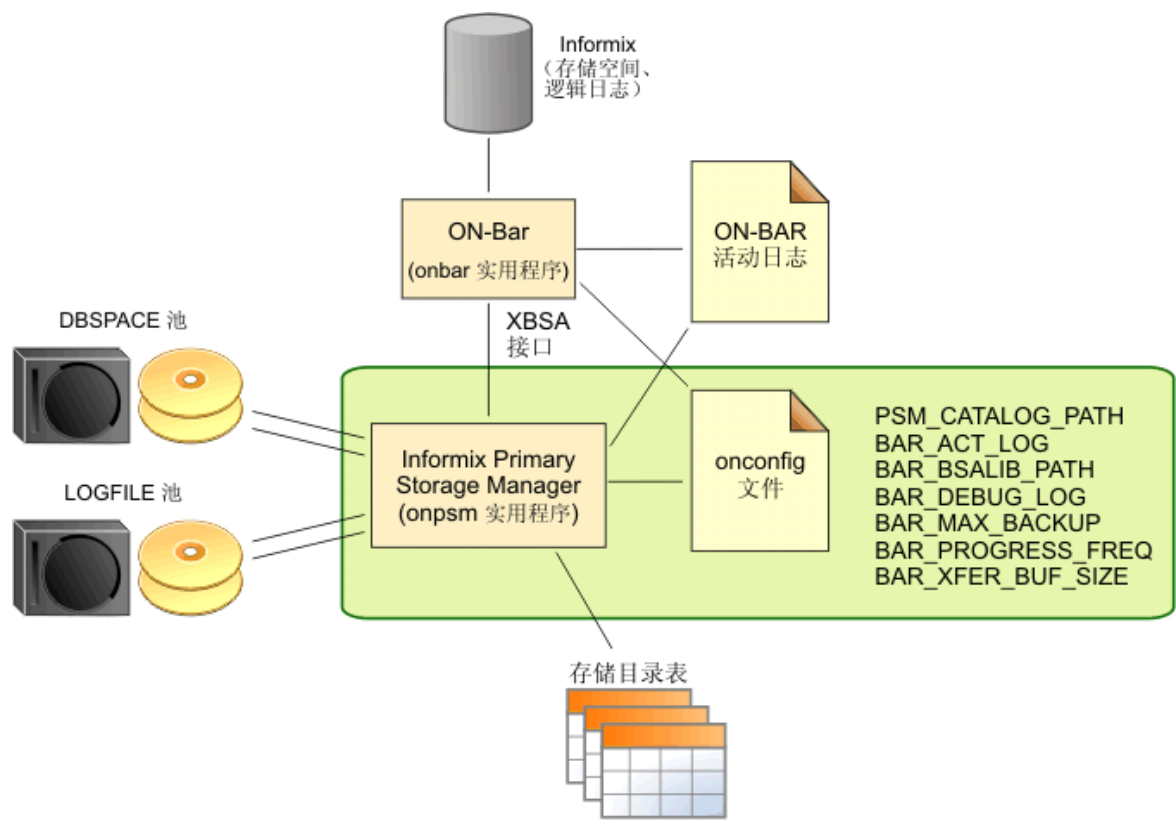 Informix
（存储空间、
逻辑日志）
ON-Bar
(onbar 实用程序)
ON-BAR
活动日志
XBSA
接口
DBSPACE 池
LOGFILE 池
Informix Primary
Storage Manager
(onpsm 实用程序)
onconfig
文件
PSM_CATALOG_PATH
BAR_ACT_LOG
BAR_BSALIB_PATH
BAR_DEBUG_LOG
BAR_MAX_BACKUP
BAR_PROGRESS_FREQ
BAR_XFER_BUF_SIZE
存储目录表